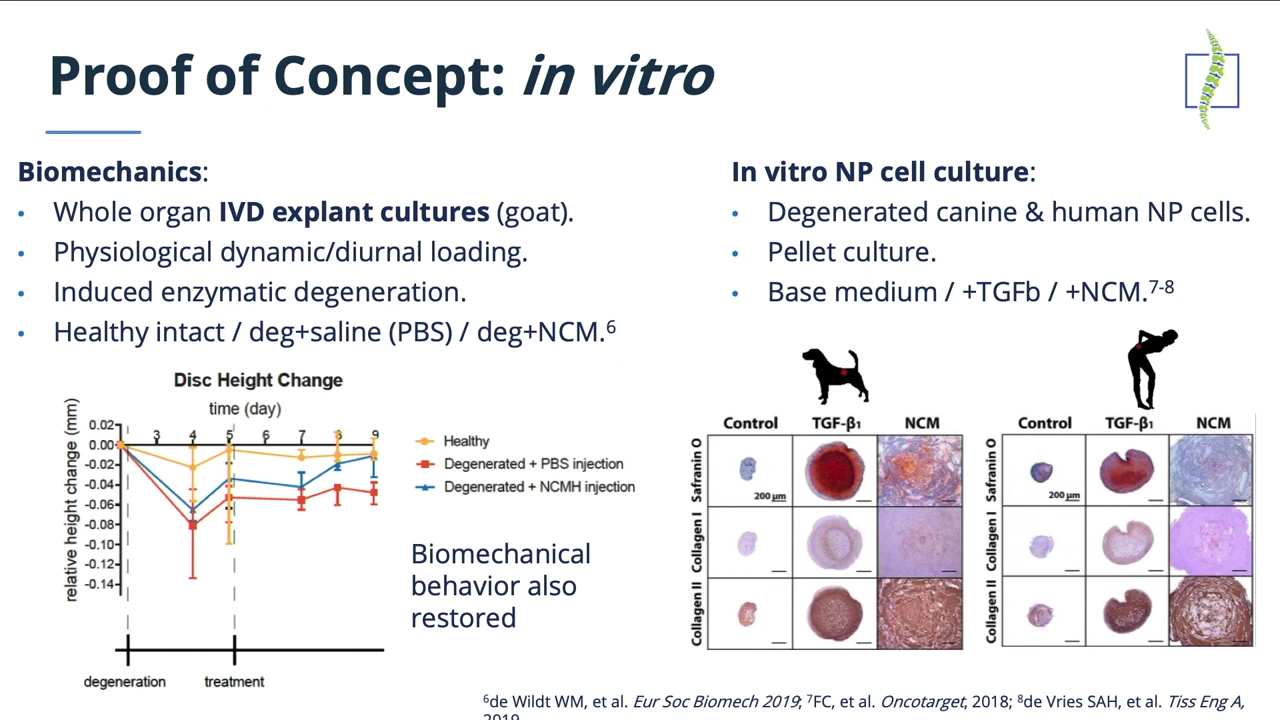 Proof of Concept: in vitro
Biomechanics:
• Whole organ IVD explant cultures (goat).
• Physiological dynamic/diurnal loading.
• Induced enzymatic degeneration.
• Healthy intact / deg+saline (PBS) / deg+NCM.6
Disc Height Change
time (day)
relative height change (mm)
0.02
0.00
-0.02
-0.04
-0.06
-0.08
-0.10
-0.12
-0.14
3 4 5 6 7 8 9
Healthy
Degenerated + PBS injection
Degenerated + NCMH injection
degeneration treatment
Biomechanical
behavior also
restored
In vitro NP cell culture:
• Degenerated canine & human NP cells.
• Pellet culture.
• Base medium / +TGFb / +NCM.7-8
Control TGF-β1 NCM
Safranin O
200 µm
Collagen I
Collagen II
Control TGF-β1 NCM
Safranin O
200 µm
Collagen I
Collagen II
6de Wildt WM, et al. Eur Soc Biomech 2019; 7FC, et al. Oncotarget, 2018; 8de Vries SAH, et al. Tiss Eng A,
2019